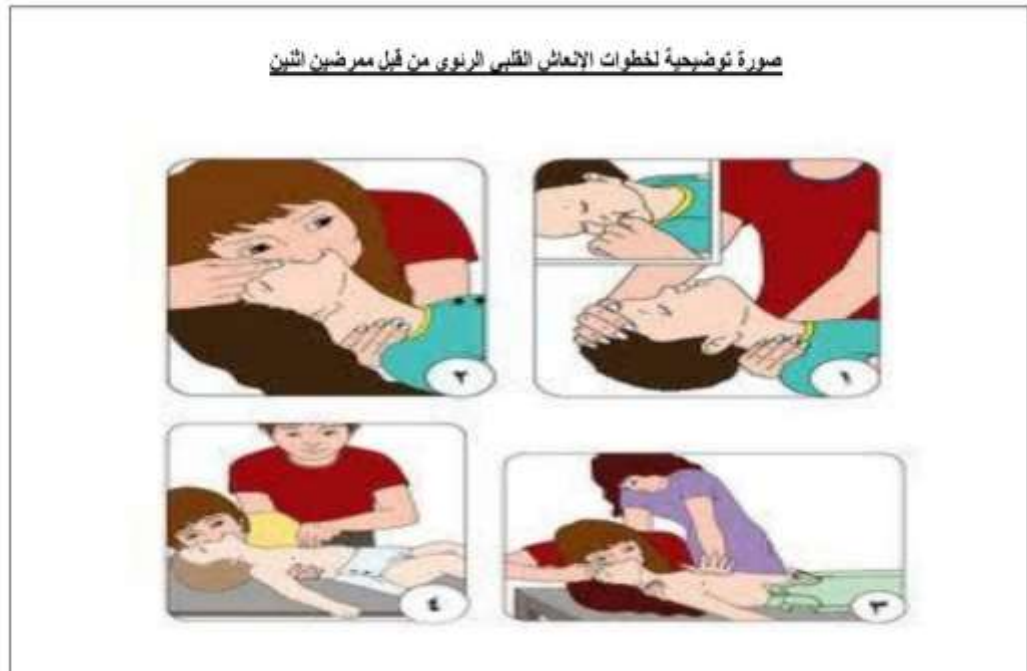 صورة توضيحية لخطوات الإنعاش القلبي الرئوي من قبل ممرضين اثنين
١
٢
٣
٤